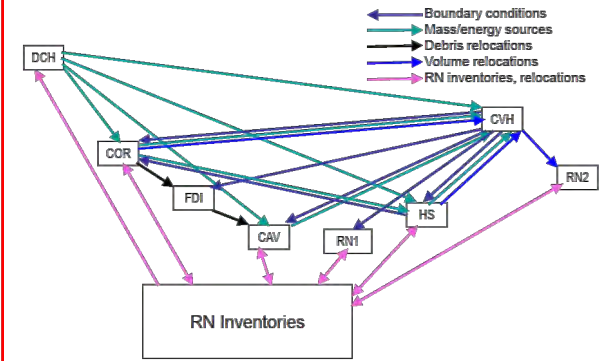 Boundary conditions
Mass/energy sources
Debris relocations
Volume relocations
RN inventories, relocations
DCH
CVH
COR
RN2
FDI
HS
CAV
RN1
RN Inventories